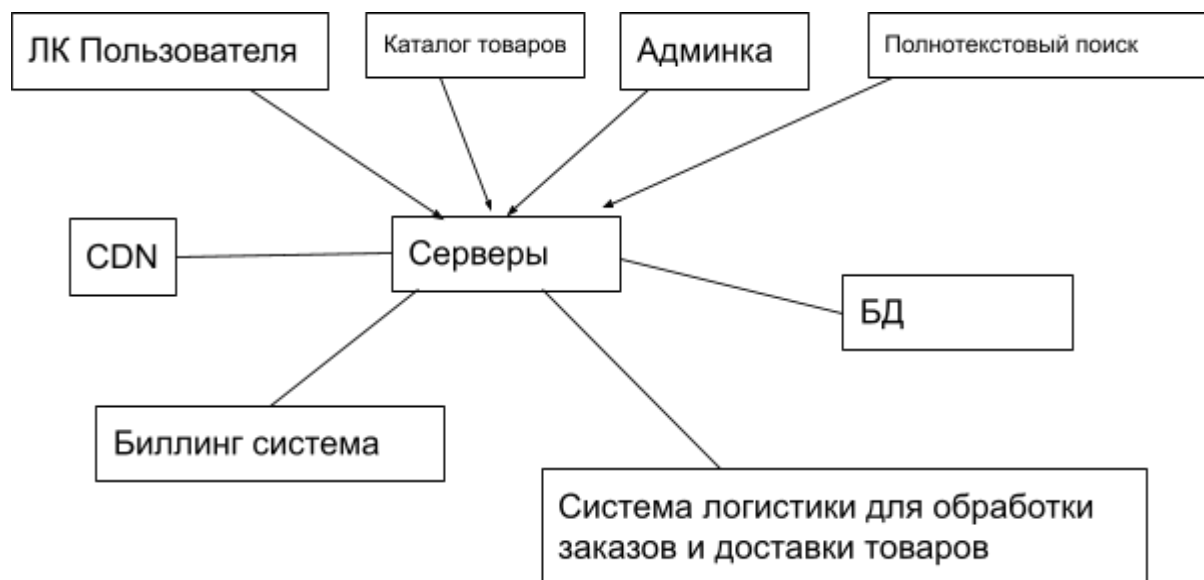 ЛК Пользователя
Каталог товаров
Админка
Полнотекстовый поиск
CDN
Серверы
БД
Биллинг система
Система логистики для обработки
заказов и доставки товаров